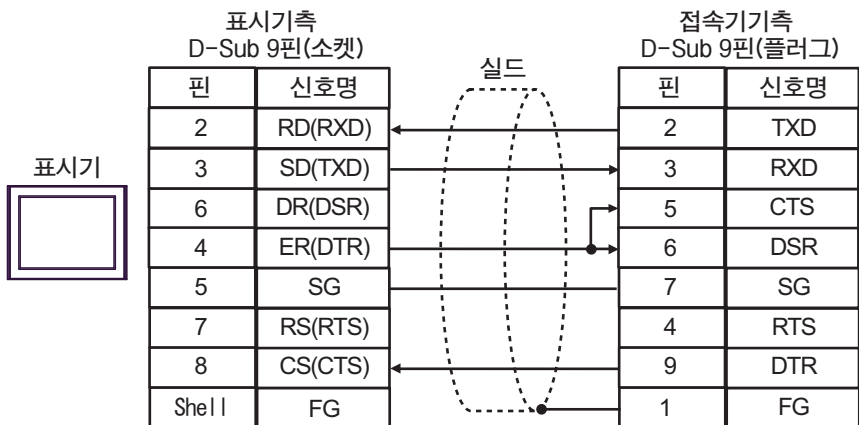 표시기측
D-Sub 9핀(소켓)
접속기기측
D-Sub 9핀(플러그)
실드
표시기
핀 신호명 핀 신호명
2 RD(RXD) 2 TXD
3 SD(TXD) 3 RXD
6 DR(DSR) 5 CTS
4 ER(DTR) 6 DSR
5 SG 7 SG
7 RS(RTS) 4 RTS
8 CS(CTS) 9 DTR
Shell FG 1 FG